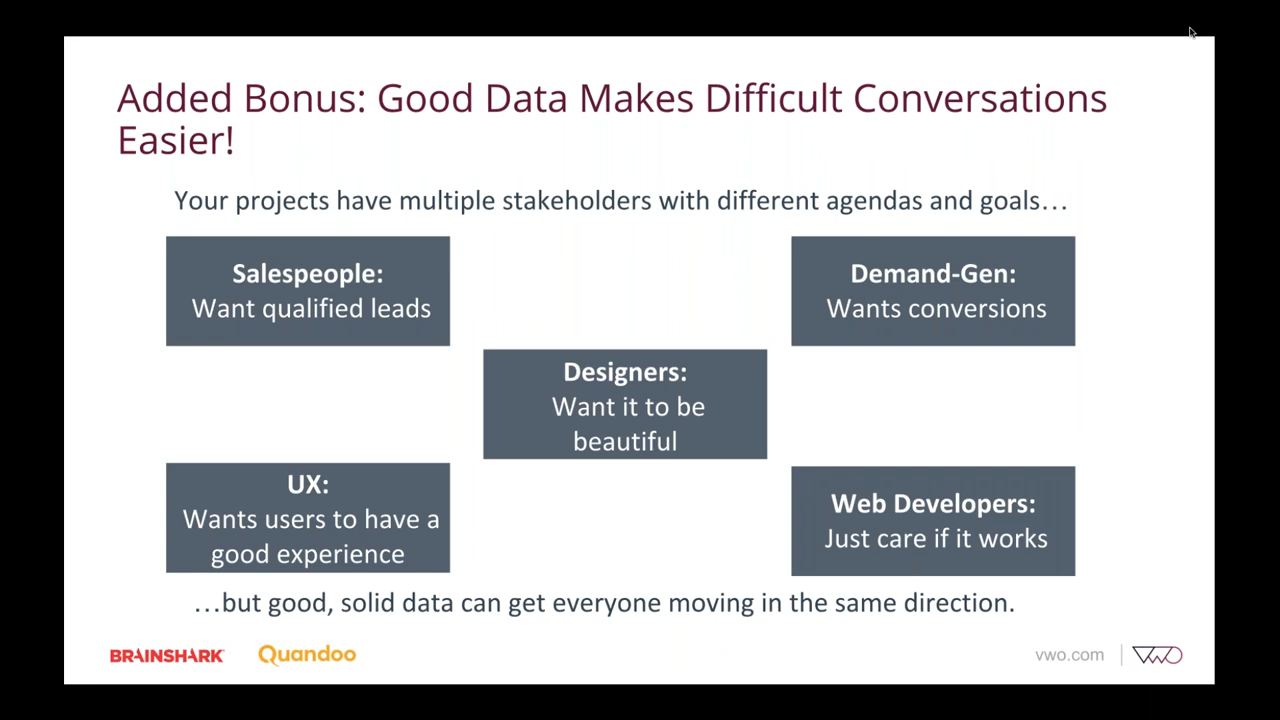 Added Bonus: Good Data Makes Difficult Conversations
Easier!
Your projects have multiple stakeholders with different agendas and goals…
Salespeople:
Want qualified leads
Demand-Gen:
Wants conversions
Designers:
Want it to be
beautiful
UX:
Wants users to have a
good experience
Web Developers:
Just care if it works
…but good, solid data can get everyone moving in the same direction.
BRAINSHARK
Quandoo
vwo.com
VWO